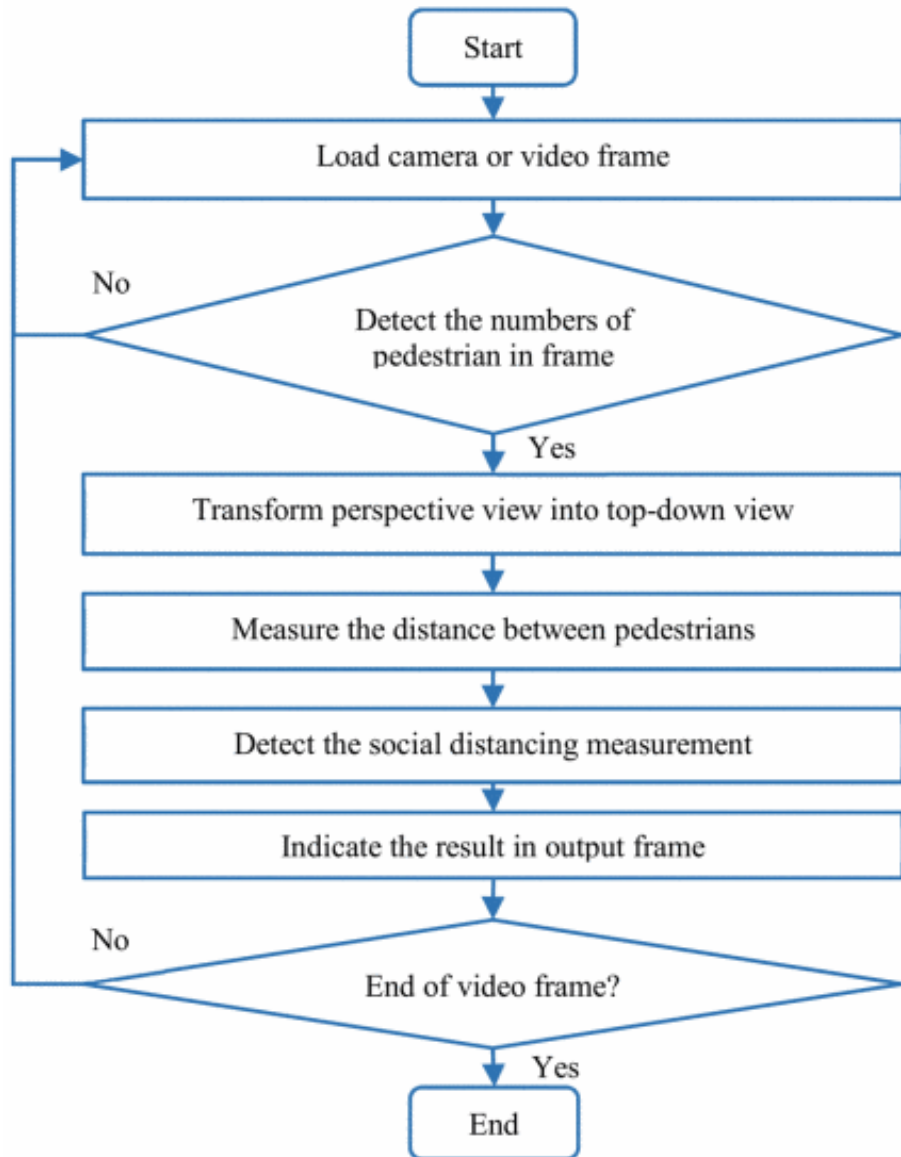 Start
Load camera or video frame
No
Detect the numbers of
pedestrian in frame
Yes
Transform perspective view into top-down view
Measure the distance between pedestrians
Detect the social distancing measurement
Indicate the result in output frame
No
End of video frame?
Yes
End